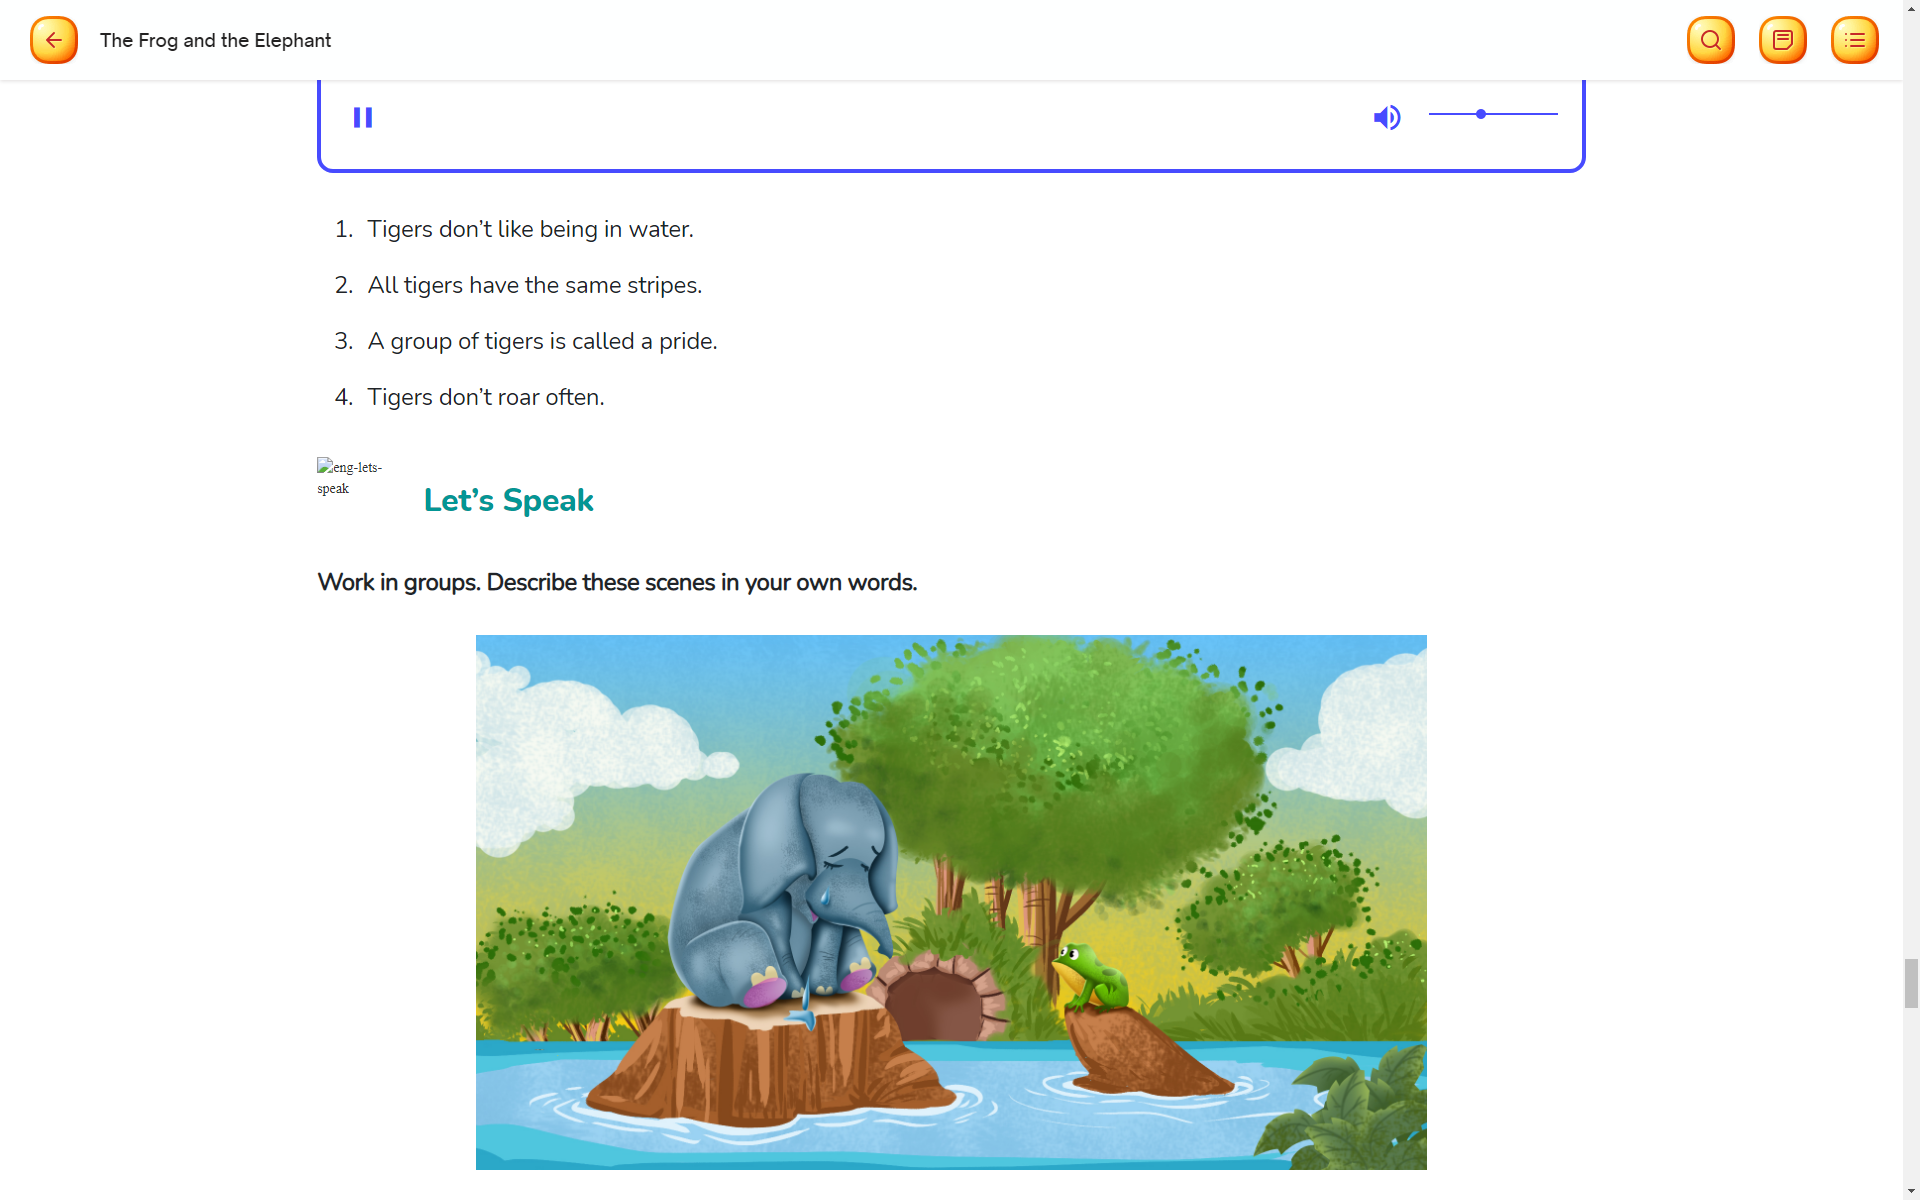 The Frog and the Elephant
1. Tigers don’t like being in water.
2. All tigers have the same stripes.
3. A group of tigers is called a pride.
4. Tigers don’t roar often.
eng-lets-
speak
Let’s Speak
Work in groups. Describe these scenes in your own words.